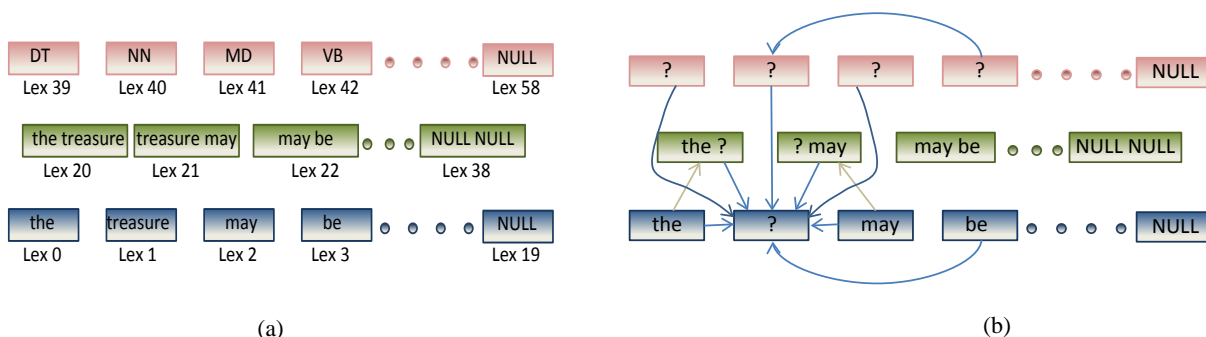 DT NN MD VB NULL
Lex 39 Lex 40 Lex 41 Lex 42 Lex 58
the treasure treasure may may be NULL NULL
Lex 20 Lex 21 Lex 22 Lex 38
the treasure may be NULL
Lex 0 Lex 1 Lex 2 Lex 3 Lex 19
(a)
? ? ? ? NULL
the ? ? may may be NULL NULL
the ? may be NULL
(b)